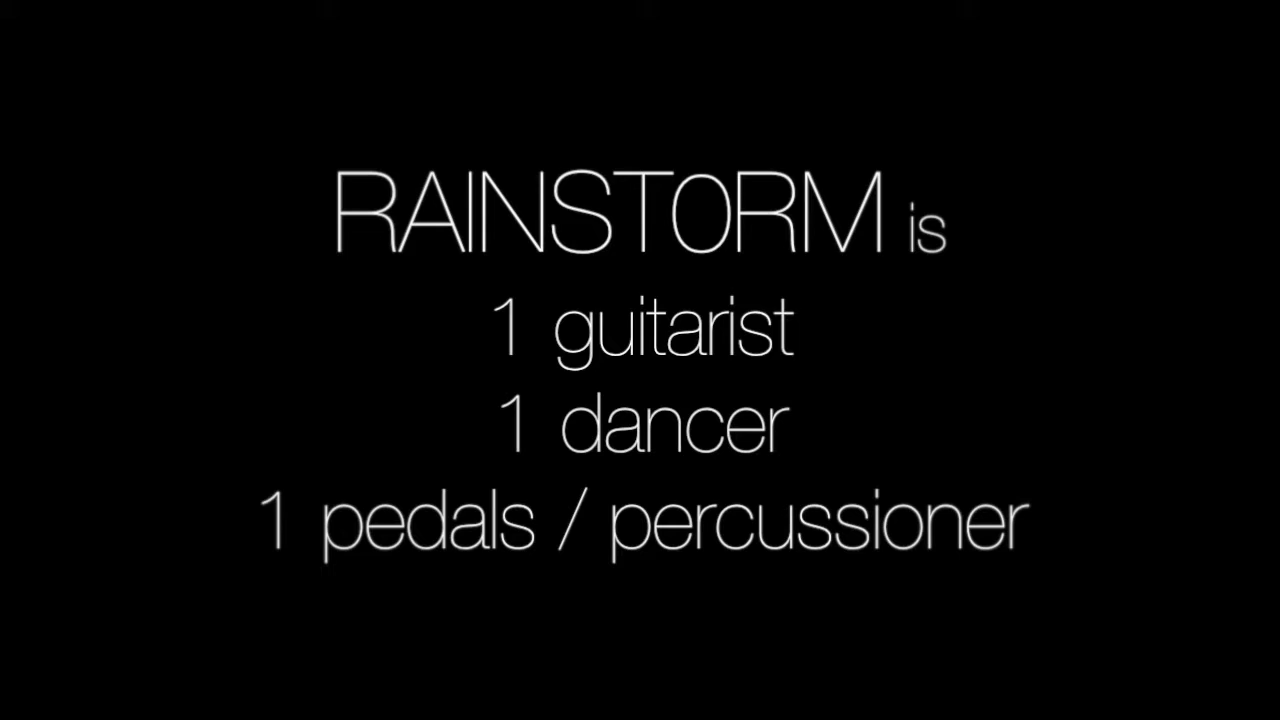 RAINSTORM is
1 guitarist
1 dancer
1 pedals / percussioner